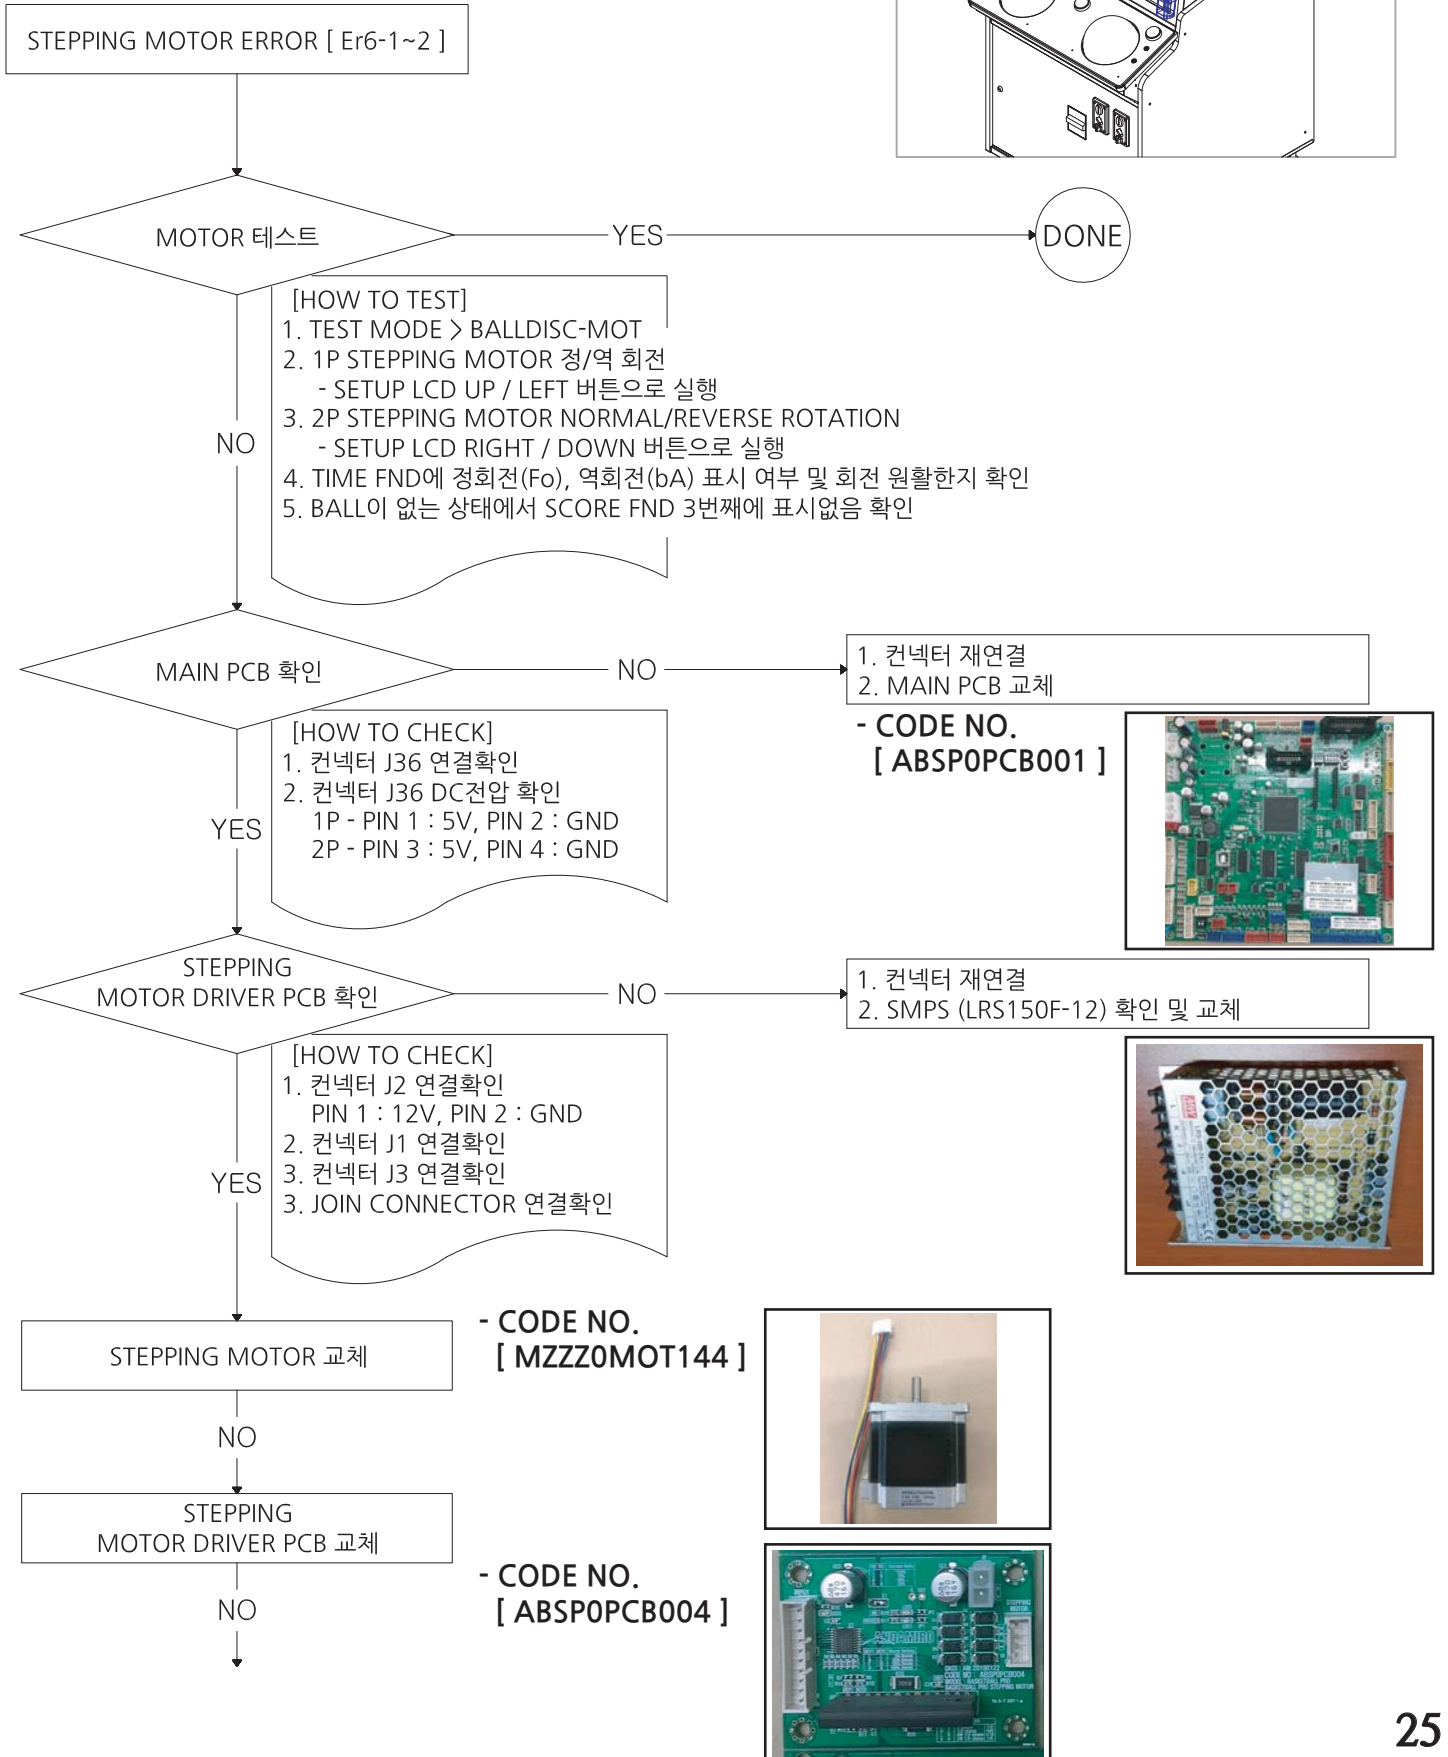 STEPPING MOTOR ERROR [ Er6-1~2 ]
MOTOR 테스트
YES
DONE
[HOW TO TEST]
1. TEST MODE > BALLDISC-MOT
2. 1P STEPPING MOTOR 정/역 회전
- SETUP LCD UP / LEFT 버튼으로 실행
3. 2P STEPPING MOTOR NORMAL/REVERSE ROTATION
- SETUP LCD RIGHT / DOWN 버튼으로 실행
4. TIME FND에 정회전(Fo), 역회전(bA) 표시 여부 및 회전 원활한지 확인
5. BALL이 없는 상태에서 SCORE FND 3번째에 표시없음 확인
NO
MAIN PCB 확인
NO
1. 컨넥터 재연결
2. MAIN PCB 교체
- CODE NO.
[ ABSP0PCB001 ]
[HOW TO CHECK]
1. 컨넥터 J36 연결확인
2. 컨넥터 J36 DC전압 확인
1P - PIN 1 : 5V, PIN 2 : GND
2P - PIN 3 : 5V, PIN 4 : GND
YES
STEPPING
MOTOR DRIVER PCB 확인
NO
1. 컨넥터 재연결
2. SMPS (LRS150F-12) 확인 및 교체
[HOW TO CHECK]
1. 컨넥터 J2 연결확인
PIN 1 : 12V, PIN 2 : GND
2. 컨넥터 J1 연결확인
3. 컨넥터 J3 연결확인
3. JOIN CONNECTOR 연결확인
YES
STEPPING MOTOR 교체
- CODE NO.
[ MZZZ0MOT144 ]
NO
STEPPING
MOTOR DRIVER PCB 교체
- CODE NO.
[ ABSP0PCB004 ]
NO
STEPPING
MOTOR
ANDAMIRO
CODE NO : ABSP0PCB004
MODEL : BASKETBALL PRO
BASKETBALL PRO STEPPING MOTOR
25